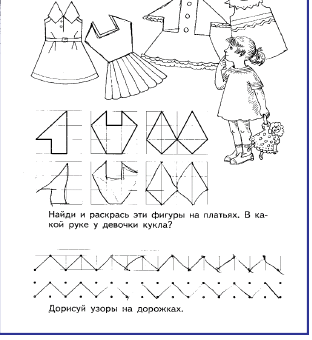 Найди и раскрась эти фигуры на платьях. В ка-
кой руке у девочки кукла?
Дорисуй узоры на дорожках.